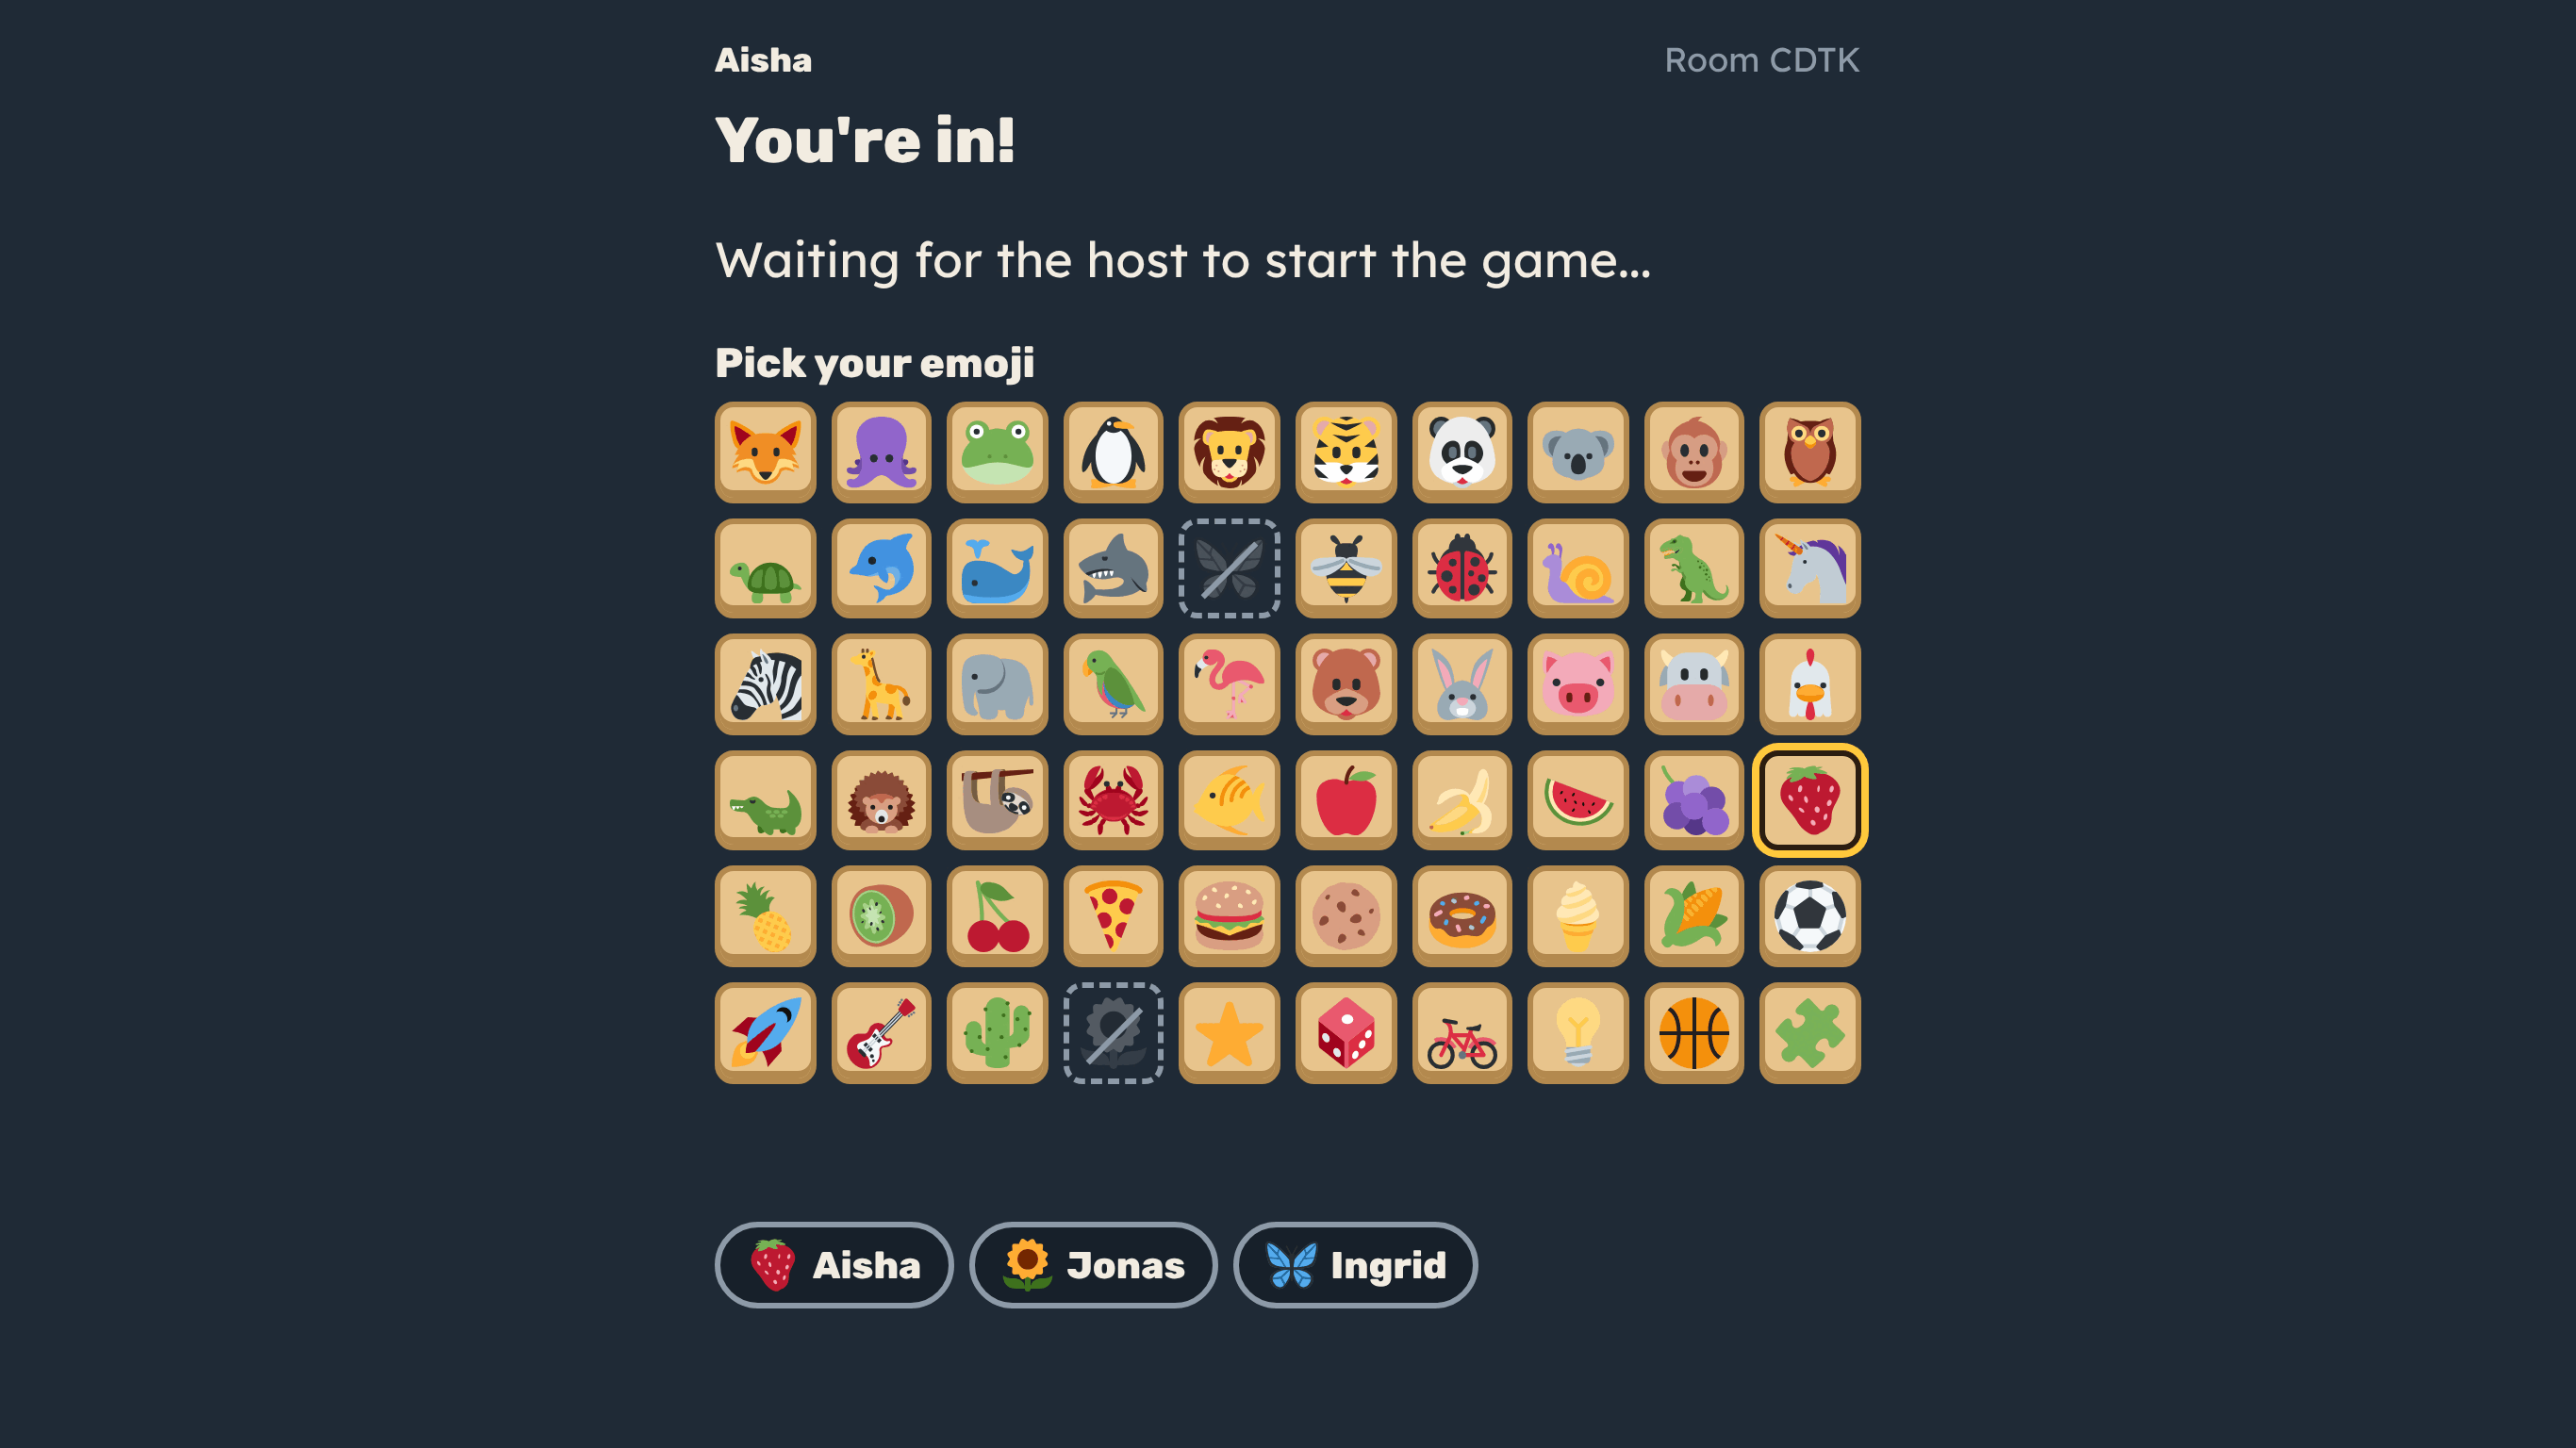 Aisha
Room CDTK
You're in!
Waiting for the host to start the game...
Pick your emoji
Aisha
Jonas
Ingrid